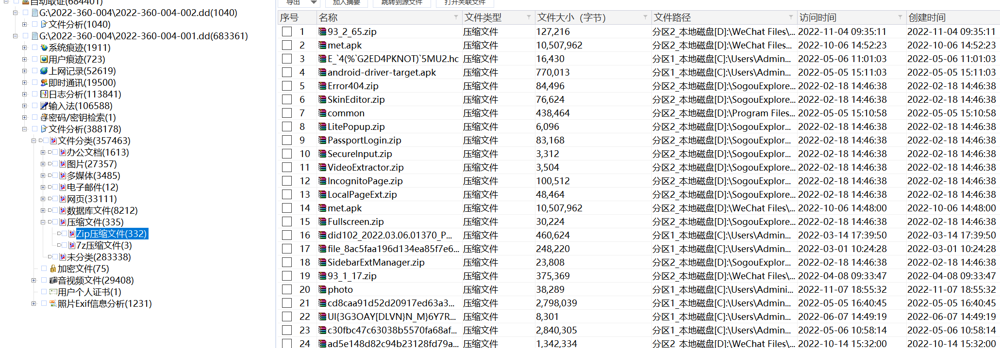 自动取证(684401)
G:\2022-360-004\2022-360-004-002.dd(1040)
文件分析(1040)
G:\2022-360-004\2022-360-004-001.dd(683361)
系统痕迹(1911)
用户痕迹(723)
上网记录(52619)
即时通讯(19500)
日志分析(113841)
输入法(106588)
密码/密钥检索(1)
文件分析(388178)
文件分类(357463)
办公文档(1613)
图片(27357)
多媒体(3485)
电子邮件(12)
网页(33111)
数据库文件(8212)
压缩文件(335)
Zip压缩文件(332)
7z压缩文件(3)
未分类(283338)
加密文件(75)
音视频文件(29408)
用户个人证书(1)
照片Exif信息分析(1231)
导出 加入摘要 跳转到源文件 打开关联文件
序号 名称 文件类型 文件大小（字节） 文件路径 访问时间 创建时间
1 93_2_65.zip 压缩文件 127,216 分区2_本地磁盘[D]:\WeChat Files\... 2022-11-04 09:35:11 2022-11-04 09:35:11
2 met.apk 压缩文件 10,507,962 分区2_本地磁盘[D]:\WeChat Files... 2022-10-06 14:52:23 2022-10-06 14:52:23
3 E_`4(%`G2ED4PKNOT)`5MU2.hc 压缩文件 16,430 分区1_本地磁盘[C]:\Users\Admin... 2022-05-06 11:01:03 2022-05-06 11:01:03
4 android-driver-target.apk 压缩文件 770,013 分区1_本地磁盘[C]:\Users\Admin... 2022-05-05 15:11:03 2022-05-05 15:11:03
5 Error404.zip 压缩文件 84,496 分区2_本地磁盘[D]:\SogouExplore... 2022-02-18 14:46:38 2022-02-18 14:46:38
6 SkinEditor.zip 压缩文件 76,624 分区2_本地磁盘[D]:\SogouExplore... 2022-02-18 14:46:38 2022-02-18 14:46:38
7 common 压缩文件 438,464 分区2_本地磁盘[D]:\Program Files... 2022-05-05 15:10:58 2022-05-05 15:10:58
8 LitePopup.zip 压缩文件 6,096 分区2_本地磁盘[D]:\SogouExplor... 2022-02-18 14:46:38 2022-02-18 14:46:38
9 PassportLogin.zip 压缩文件 83,168 分区2_本地磁盘[D]:\SogouExplor... 2022-02-18 14:46:38 2022-02-18 14:46:38
10 SecureInput.zip 压缩文件 3,312 分区2_本地磁盘[D]:\SogouExplor... 2022-02-18 14:46:38 2022-02-18 14:46:38
11 VideoExtractor.zip 压缩文件 3,504 分区2_本地磁盘[D]:\SogouExplore... 2022-02-18 14:46:38 2022-02-18 14:46:38
12 IncognitoPage.zip 压缩文件 100,512 分区2_本地磁盘[D]:\SogouExplor... 2022-02-18 14:46:38 2022-02-18 14:46:38
13 LocalPageExt.zip 压缩文件 48,464 分区2_本地磁盘[D]:\SogouExplore... 2022-02-18 14:46:38 2022-02-18 14:46:38
14 met.apk 压缩文件 10,507,962 分区2_本地磁盘[D]:\WeChat Files\... 2022-10-06 14:48:00 2022-10-06 14:48:00
15 Fullscreen.zip 压缩文件 30,224 分区2_本地磁盘[D]:\SogouExplore... 2022-02-18 14:46:38 2022-02-18 14:46:38
16 did102_2022.03.06.01370_P... 压缩文件 460,624 分区1_本地磁盘[C]:\Users\Admin... 2022-03-14 17:39:50 2022-03-14 17:39:50
17 file_8ac5faa196d134ea85f7e6... 压缩文件 248,220 分区1_本地磁盘[C]:\Users\Admin... 2022-03-01 10:24:28 2022-03-01 10:24:28
18 SidebarExtManager.zip 压缩文件 23,808 分区2_本地磁盘[D]:\SogouExplor... 2022-02-18 14:46:38 2022-02-18 14:46:38
19 93_1_17.zip 压缩文件 375,369 分区2_本地磁盘[D]:\WeChat Files\... 2022-04-08 09:33:47 2022-04-08 09:33:47
20 photo 压缩文件 38,289 分区1_本地磁盘[C]:\Users\Admini... 2022-11-07 18:55:32 2022-11-07 18:55:32
21 cd8caa91d52d20917ed63a3... 压缩文件 2,798,039 分区1_本地磁盘[C]:\Users\Admin... 2022-05-05 16:40:45 2022-05-05 16:40:45
22 UI{3G3OAY[DLVN}N_M}6Y7R... 压缩文件 8,301 分区1_本地磁盘[C]:\Users\Admin... 2022-06-07 14:49:19 2022-06-07 14:49:19
23 c30fbc47c63038b5570fa68af... 压缩文件 2,840,305 分区1_本地磁盘[C]:\Users\Admin... 2022-05-06 10:58:14 2022-05-06 10:58:14
24 ad5e148d82c94b23128fd79a... 压缩文件 1,342,334 分区1_本地磁盘[C]:\Users\Admin... 2022-10-14 15:32:00 2022-10-14 15:32:00